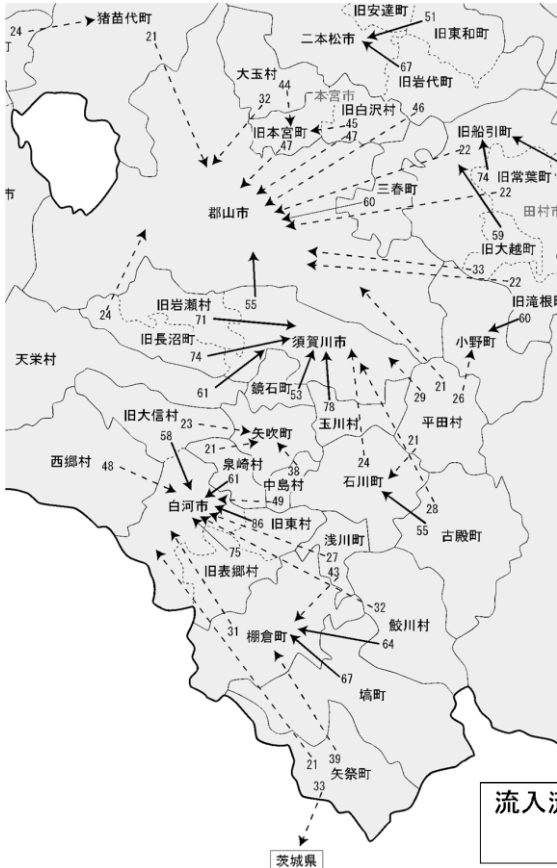 猪苗代町
24
21
旧安達町
51
二本松市
旧東和町
67
旧岩代町
大玉村
44
32
本宮市
旧白沢村
46
旧本宮町
45
47
47
旧船引町
22
74
旧常葉町
三春町
22
60
郡山市
田村市
59
旧大越町
33
22
24
55
旧岩瀬村
71
旧滝根町
60
小野町
旧長沼町
須賀川市
74
天栄村
61
鏡石町
53
78
21
29
26
玉川村
平田村
旧大信村
23
矢吹町
58
21
泉崎村
38
24
21
西郷村
48
61
中島村
石川町
49
28
白河市
86
旧東村
55
古殿町
75
浅川町
27
旧表郷村
43
32
鮫川村
31
棚倉町
64
67
塙町
39
21
矢祭町
33
茨城県
流入流